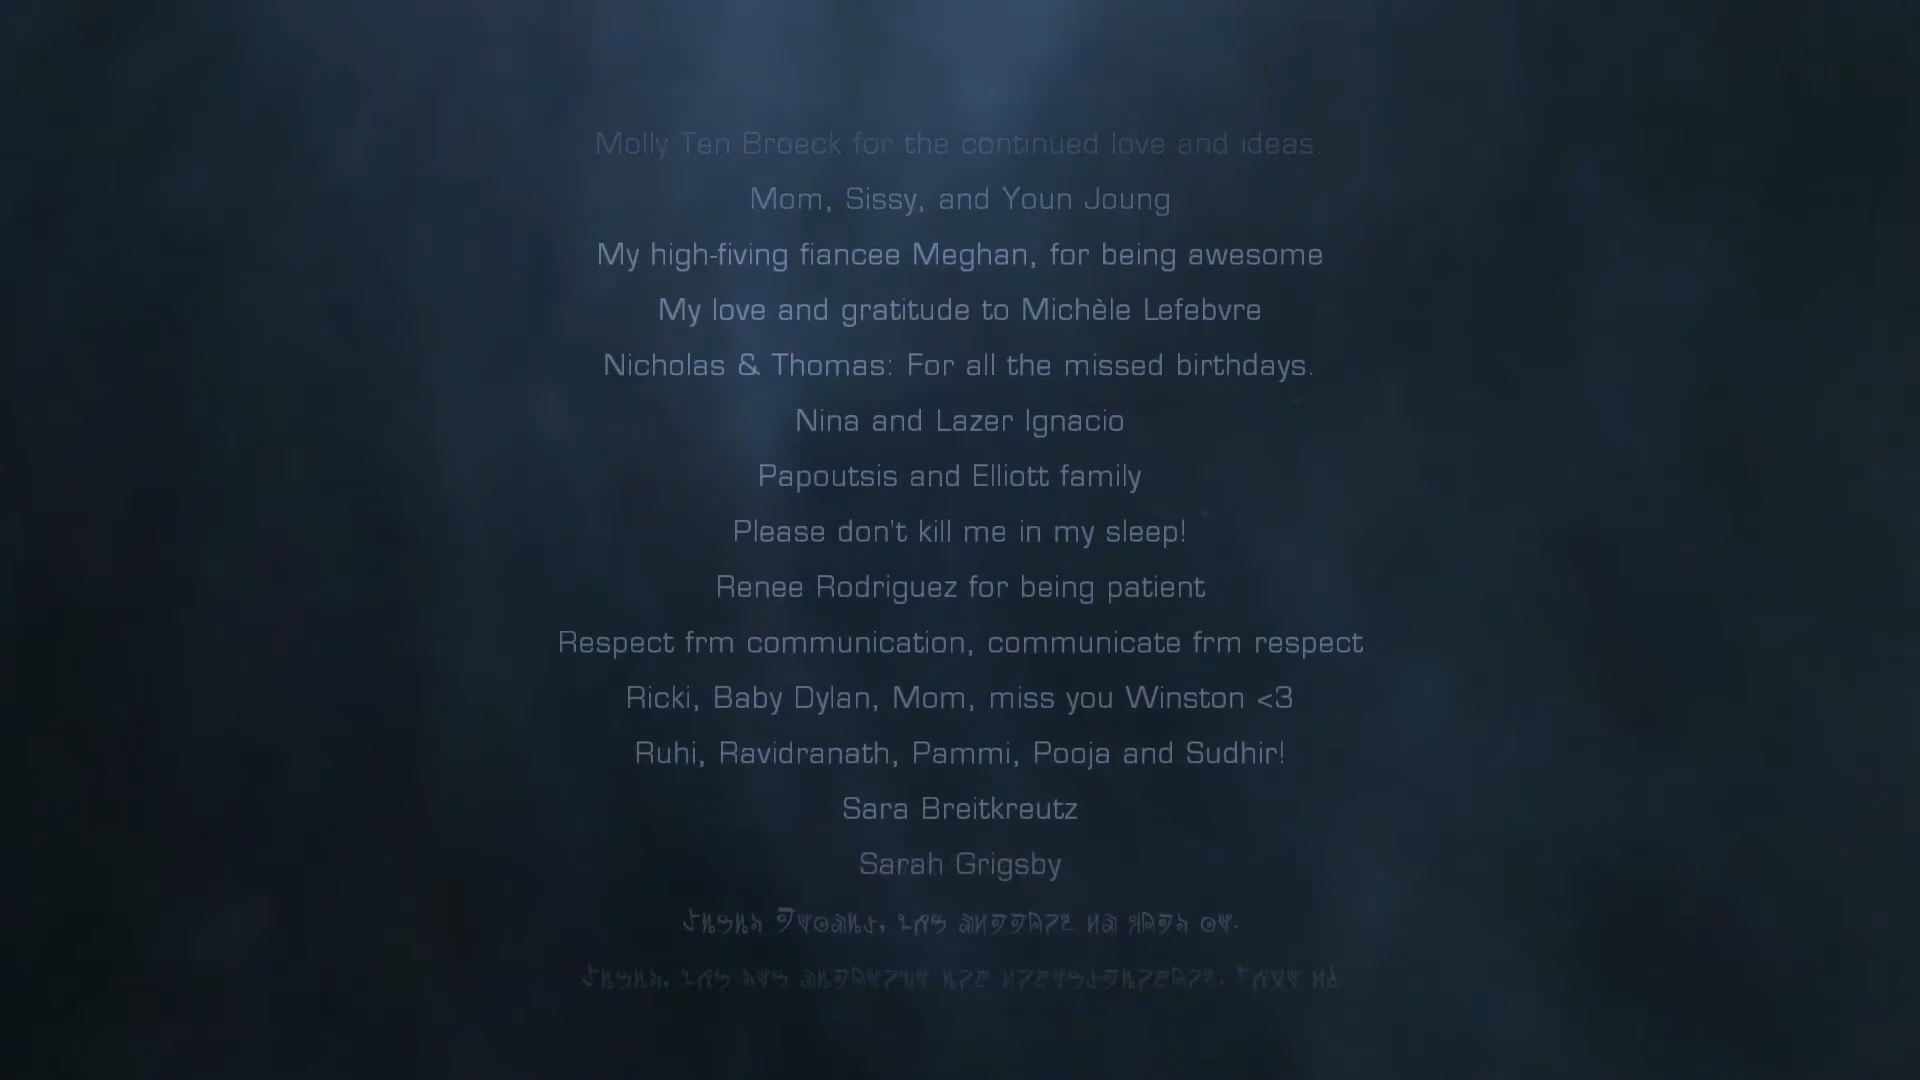 Molly Ten Broeck for the continued love and ideas.
Mom, Sissy, and Youn Joung
My high-fiving fiancee Meghan, for being awesome
My love and gratitude to Michèle Lefebvre
Nicholas & Thomas: For all the missed birthdays.
Nina and Lazer Ignacio
Papoutsis and Elliott family
Please don't kill me in my sleep!
Renee Rodriguez for being patient
Respect frm communication, communicate frm respect
Ricki, Baby Dylan, Mom, miss you Winston <3
Ruhi, Ravidranath, Pammi, Pooja and Sudhir!
Sara Breitkreutz
Sarah Grigsby